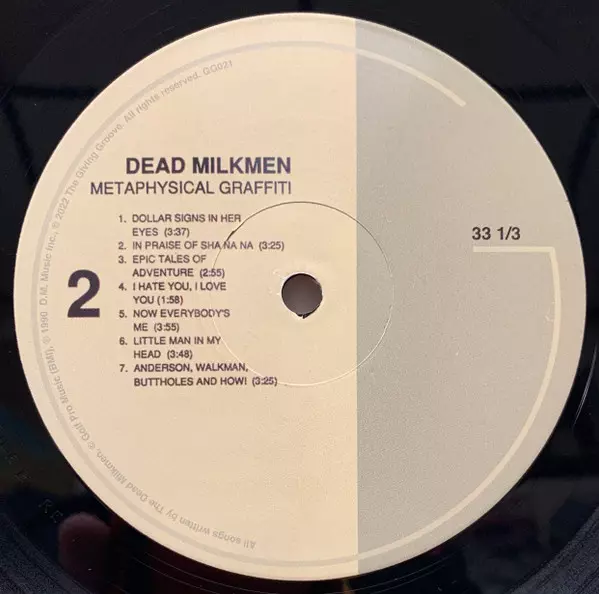 DEAD MILKMEN
METAPHYSICAL GRAFFITI
1. DOLLAR SIGNS IN HER
EYES (3:37)
2. IN PRAISE OF SHA NA NA (3:25)
3. EPIC TALES OF
ADVENTURE (2:55)
4. I HATE YOU, I LOVE
YOU (1:58)
5. NOW EVERYBODY'S
ME (3:55)
6. LITTLE MAN IN MY
HEAD (3:48)
7. ANDERSON, WALKMAN,
BUTTHOLES AND HOW! (3:25)
2
33 1/3
All songs written by The Dead Milkmen, © Golf Pro Music (BMI), ℗ 1990 D.M. Music Inc., © 2022 The Giving Groove. All rights reserved. GG021